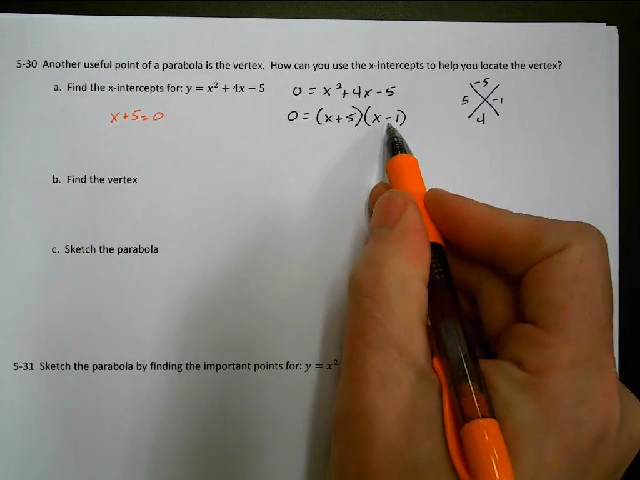 5-30 Another useful point of a parabola is the vertex. How can you use the x-intercepts to help you locate the vertex?
a. Find the x-intercepts for: y = x² + 4x − 5
0 = x² + 4x - 5
-5
5 -1
4
x+5=0
0 = (x+5)(x-1)
b. Find the vertex
c. Sketch the parabola
5-31 Sketch the parabola by finding the important points for: y = x²